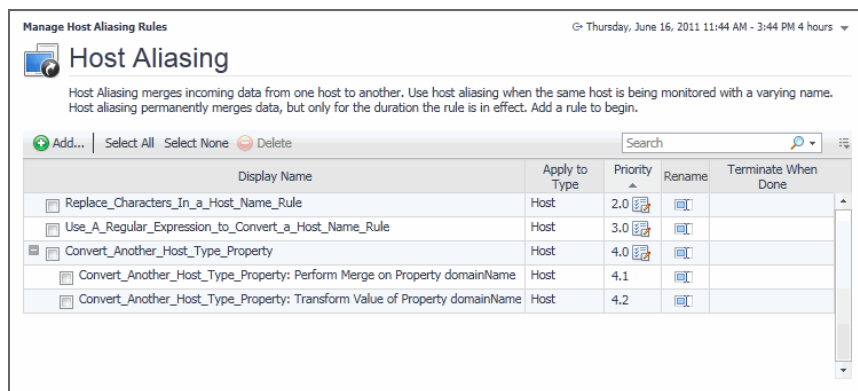 Manage Host Aliasing Rules
Thursday, June 16, 2011 11:44 AM - 3:44 PM 4 hours
Host Aliasing
Host Aliasing merges incoming data from one host to another. Use host aliasing when the same host is being monitored with a varying name.
Host aliasing permanently merges data, but only for the duration the rule is in effect. Add a rule to begin.
Add... Select All Select None Delete Search
Display Name Apply to Type Priority Rename Terminate When Done
Replace_Characters_In_a_Host_Name_Rule Host 2.0
Use_A_Regular_Expression_to_Convert_a_Host_Name_Rule Host 3.0
Convert_Another_Host_Type_Property Host 4.0
Convert_Another_Host_Type_Property: Perform Merge on Property domainName Host 4.1
Convert_Another_Host_Type_Property: Transform Value of Property domainName Host 4.2